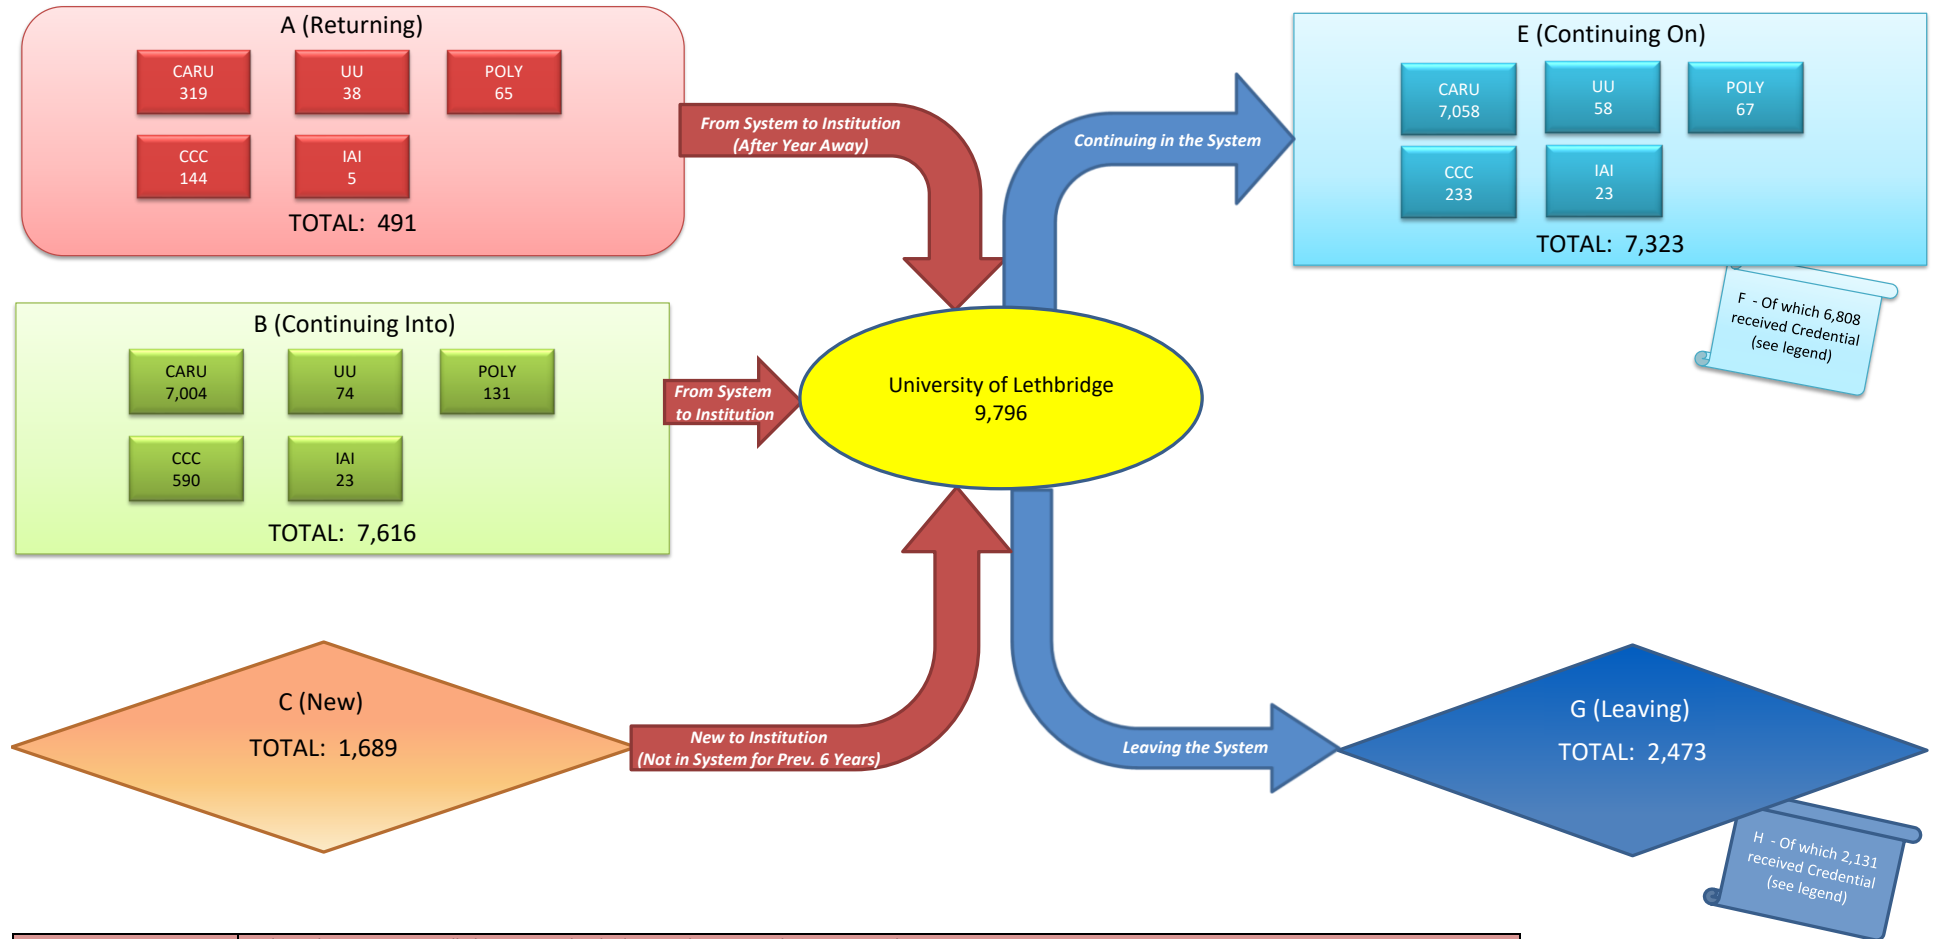 A (Returning)
CARU
319
UU
38
POLY
65
CCC
144
IAI
5
TOTAL: 491
From System to Institution
(After Year Away)
Continuing in the System
E (Continuing On)
CARU
7,058
UU
58
POLY
67
CCC
233
IAI
23
TOTAL: 7,323
F - Of which 6,808
received Credential
(see legend)
B (Continuing Into)
CARU
7,004
UU
74
POLY
131
CCC
590
IAI
23
TOTAL: 7,616
From System
to Institution
University of Lethbridge
9,796
C (New)
TOTAL: 1,689
New to Institution
(Not in System for Prev. 6 Years)
Leaving the System
G (Leaving)
TOTAL: 2,473
H - Of which 2,131
received Credential
(see legend)